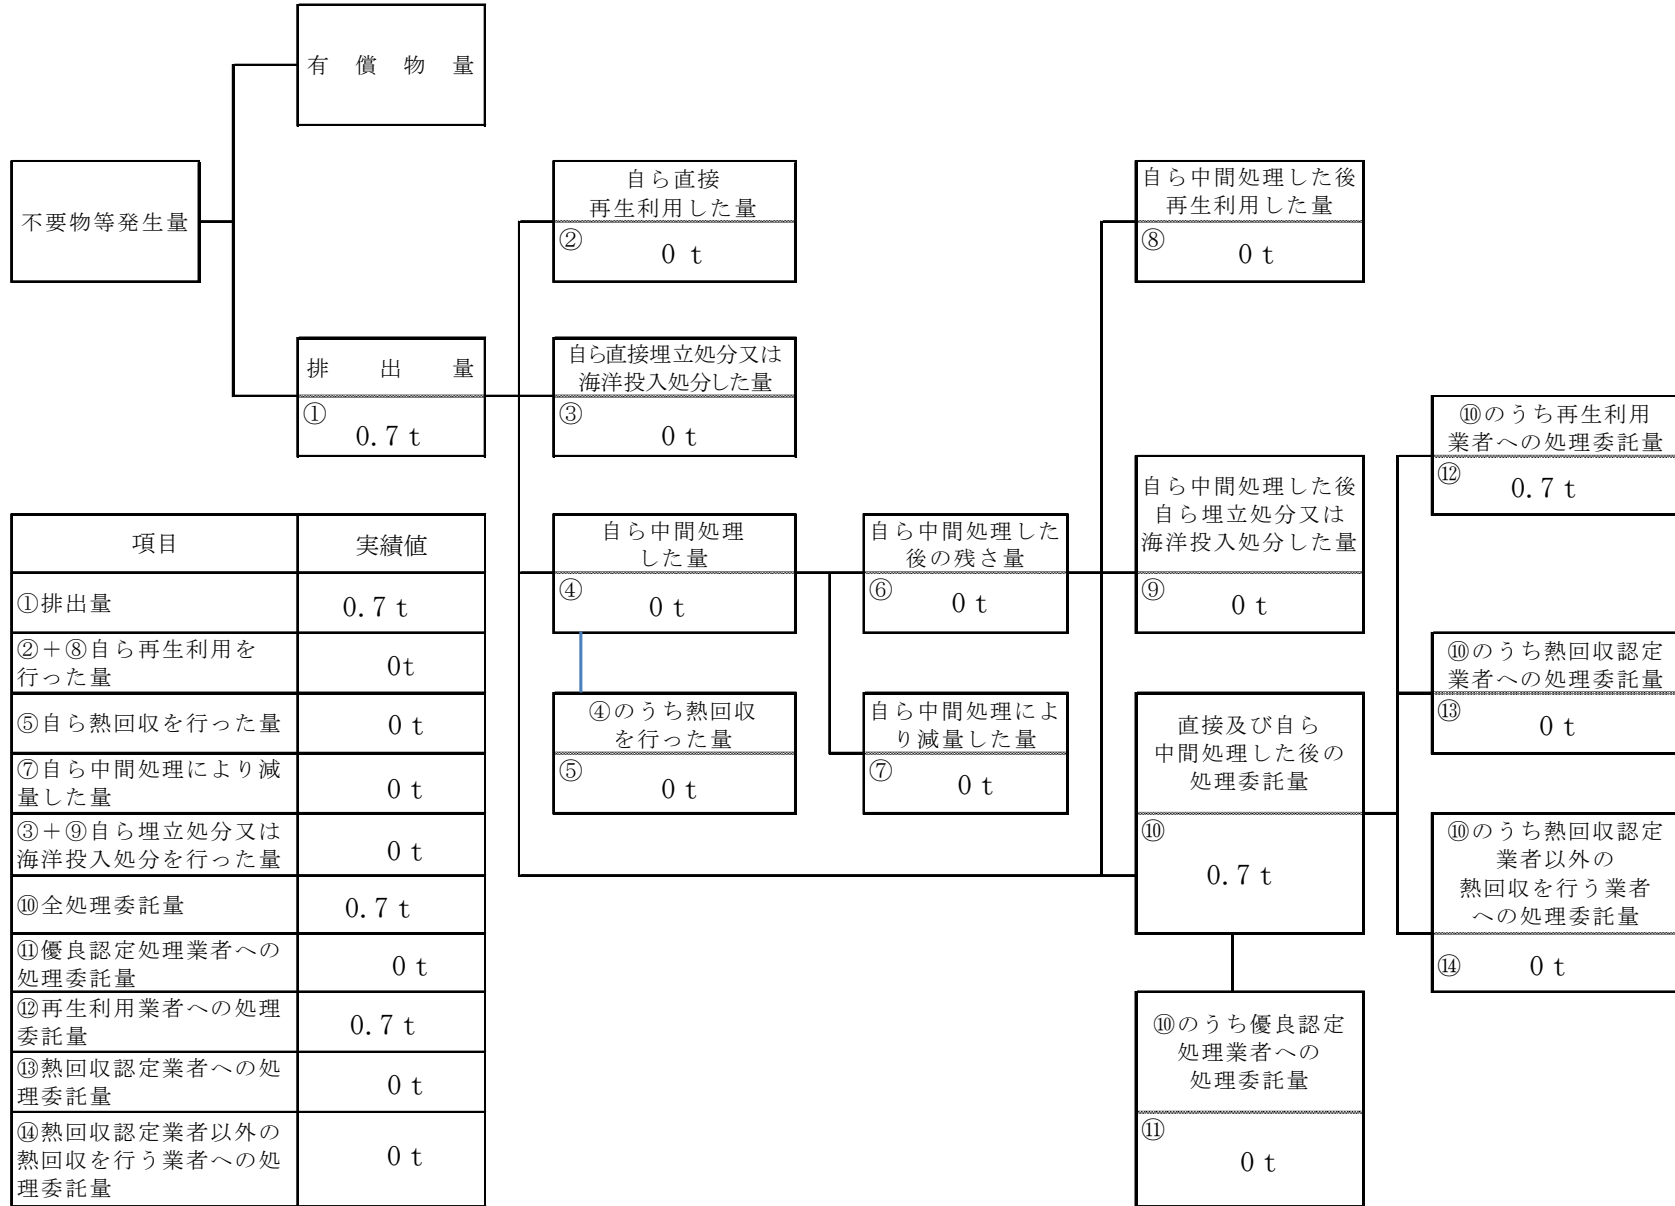 有償物量
不要物等発生量
自ら直接
再生利用した量
②
0 t
自ら中間処理した後
再生利用した量
⑧
0 t
排出量
①
0.7 t
自ら直接埋立処分又は
海洋投入処分した量
③
0 t
⑩のうち再生利用
業者への処理委託量
⑫
0.7 t
自ら中間処理
した量
④
0 t
自ら中間処理した
後の残さ量
⑥
0 t
自ら中間処理した後
自ら埋立処分又は
海洋投入処分した量
⑨
0 t
④のうち熱回収
を行った量
⑤
0 t
自ら中間処理によ
り減量した量
⑦
0 t
直接及び自ら
中間処理した後の
処理委託量
⑩
0.7 t
⑩のうち熱回収認定
業者への処理委託量
⑬
0 t
⑩のうち熱回収認定
業者以外の
熱回収を行う業者
への処理委託量
⑭
0 t
⑩のうち優良認定
処理業者への
処理委託量
⑪
0 t
項目 実績値
①排出量 0.7 t
②＋⑧自ら再生利用を
行った量 0t
⑤自ら熱回収を行った量 0 t
⑦自ら中間処理により減
量した量 0 t
③＋⑨自ら埋立処分又は
海洋投入処分を行った量 0 t
⑩全処理委託量 0.7 t
⑪優良認定処理業者への
処理委託量 0 t
⑫再生利用業者への処理
委託量 0.7 t
⑬熱回収認定業者への処
理委託量 0 t
⑭熱回収認定業者以外の
熱回収を行う業者への処
理委託量 0 t